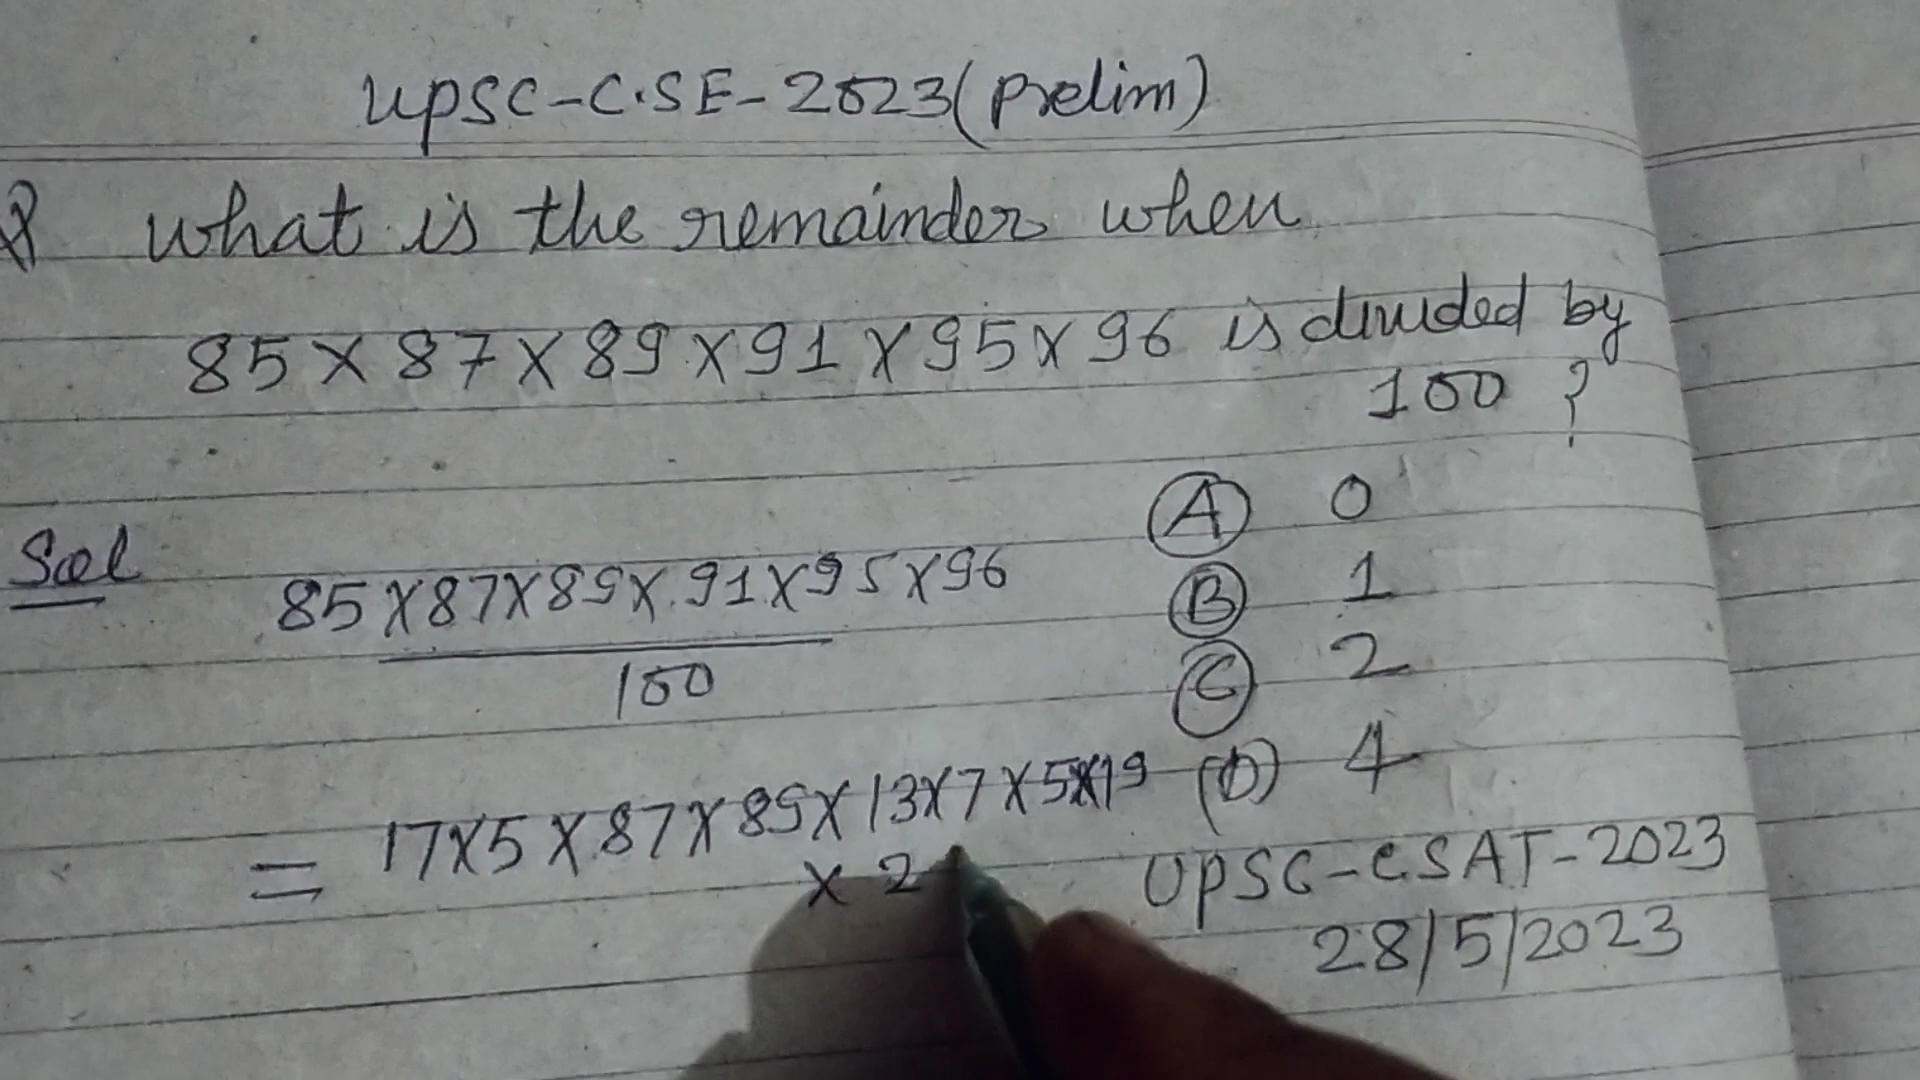 UPSC-C.SE-2023(Prelim)
Q what is the remainder when
85×87×89×91×95×96 is divided by
100 ?
(A) 0
Sol
85×87×89×91×95×96
100
(B) 1
(C) 2
= 17×5×87×89×13×7×5×19
× 2
(D) 4
UPSC-CSAT-2023
28/5/2023